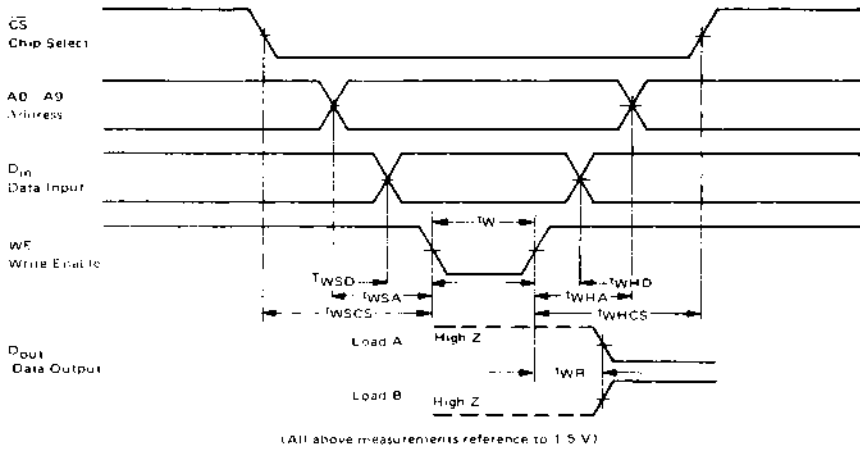 CS
Chip Select
A0 A9
Address
Din
Data Input
tW
WE
Write Enable
TWSD
tWHD
tWSA
tWHA
tWSCS
tWHCS
Load A
High Z
Dout
Data Output
tWR
Load B
High Z
(All above measurements reference to 1.5 V)